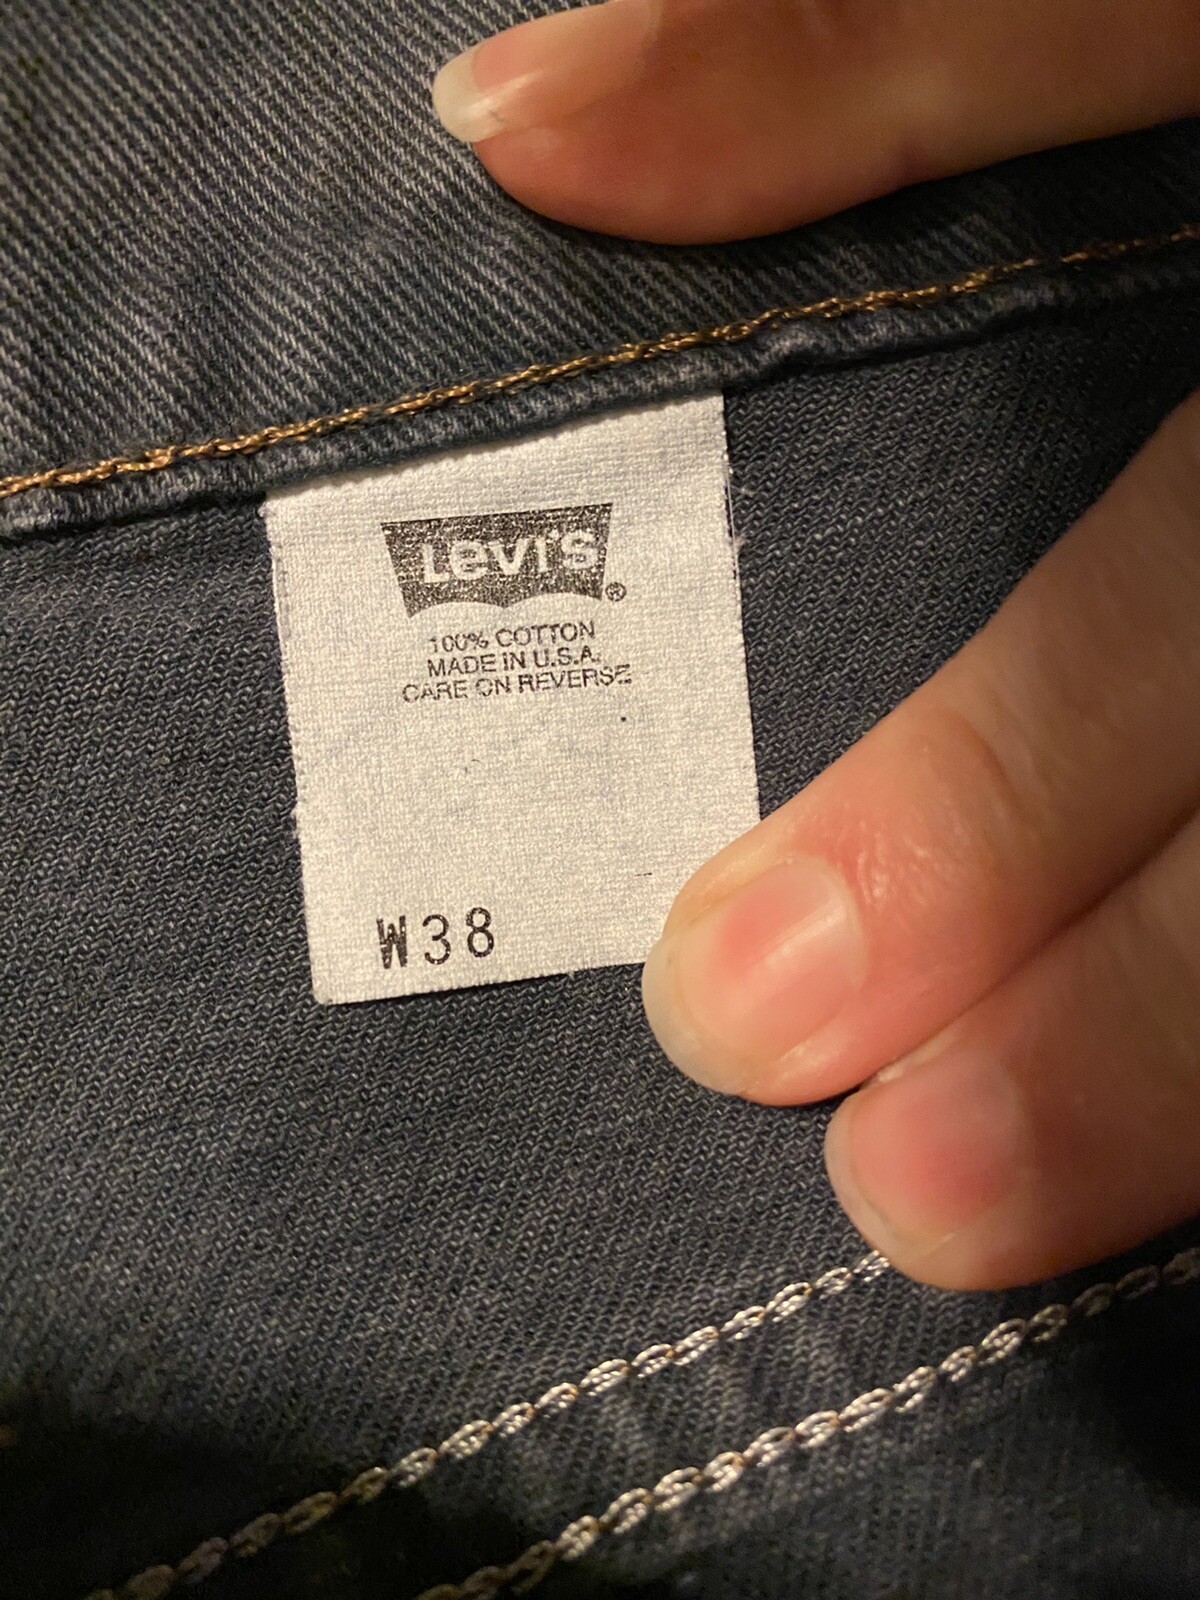 Levi's ®
100% COTTON
MADE IN U.S.A.
CARE ON REVERSE
W38